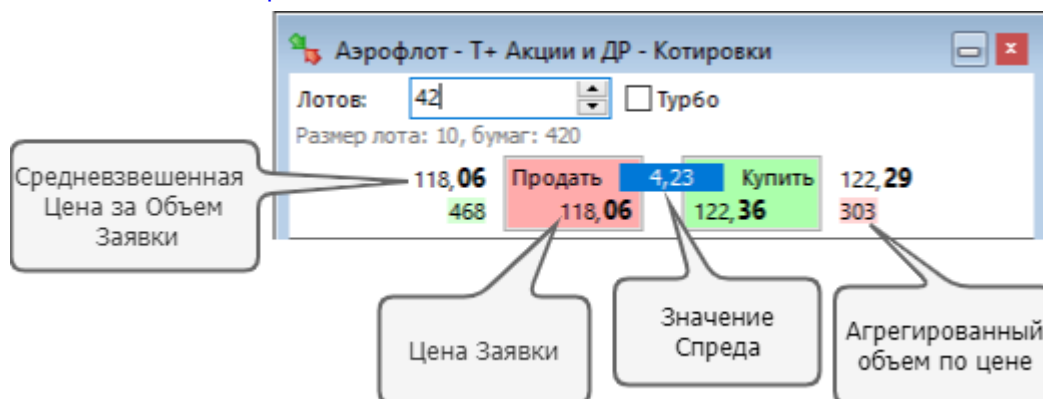 Аэрофлот - Т+ Акции и ДР - Котировки
Лотов: 42 Турбо
Размер лота: 10, бумаг: 420
118,06 Продать 4,23 Купить 122,29
468 118,06 122,36 303
Средневзвешенная
Цена за Объем
Заявки
Цена Заявки
Значение
Спреда
Агрегированный
объем по цене